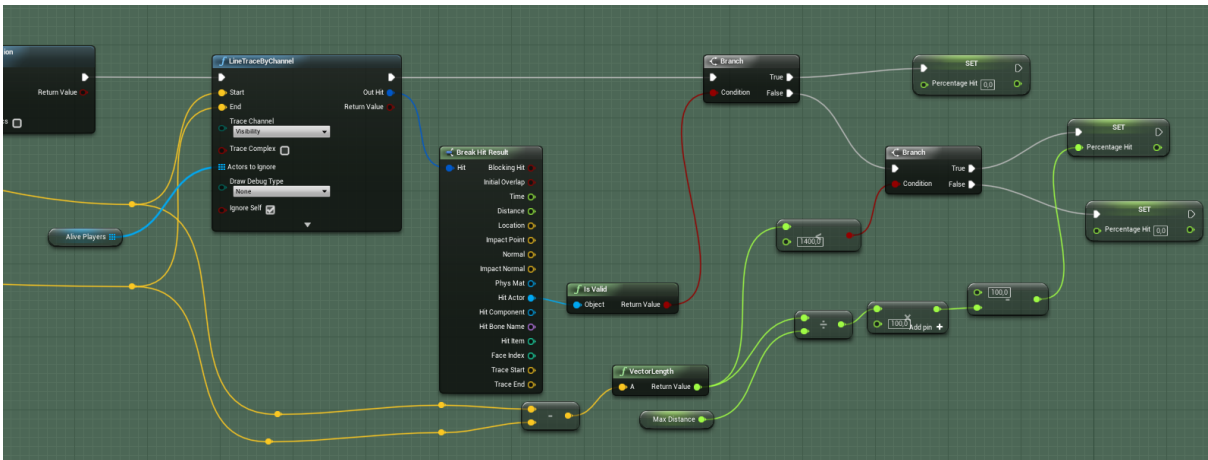 ion
Return Value
cs
LineTraceByChannel
Start
Out Hit
End
Return Value
Trace Channel
Visibility
Trace Complex
Actors to Ignore
Draw Debug Type
None
Ignore Self
Alive Players
Break Hit Result
Hit
Blocking Hit
Initial Overlap
Time
Distance
Location
Impact Point
Normal
Impact Normal
Phys Mat
Hit Actor
Hit Component
Hit Bone Name
Hit Item
Face Index
Trace Start
Trace End
Is Valid
Object
Return Value
VectorLength
A
Return Value
Max Distance
-
Branch
True
Condition
False
SET
Percentage Hit 0,0
Branch
True
Condition
False
SET
Percentage Hit
SET
Percentage Hit 0,0
<
1400,0
÷
×
100,0
Add pin +
100,0
-